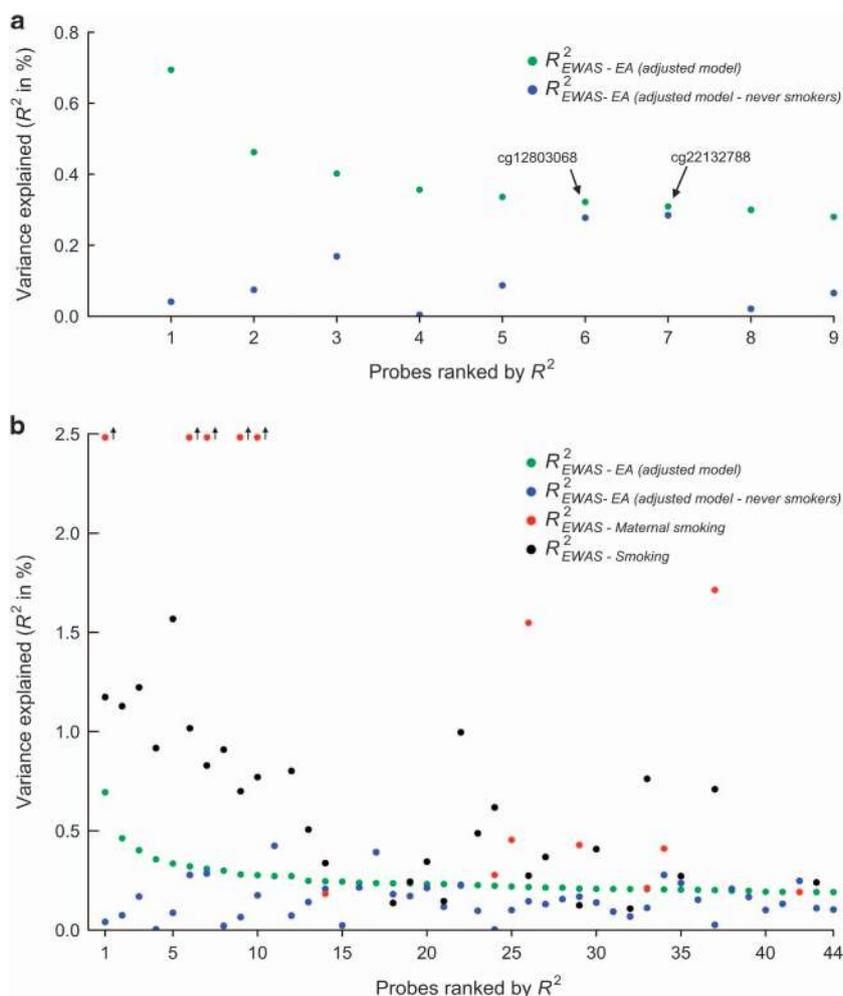 a
0.8
0.6
0.4
0.2
0.0
Variance explained (R² in %)
R²EWAS - EA (adjusted model)
R²EWAS- EA (adjusted model - never smokers)
cg12803068
cg22132788
1 2 3 4 5 6 7 8 9
Probes ranked by R²
b
2.5
2.0
1.5
1.0
0.5
0.0
Variance explained (R² in %)
R²EWAS - EA (adjusted model)
R²EWAS- EA (adjusted model - never smokers)
R²EWAS - Maternal smoking
R²EWAS - Smoking
1 5 10 15 20 25 30 35 40 44
Probes ranked by R²